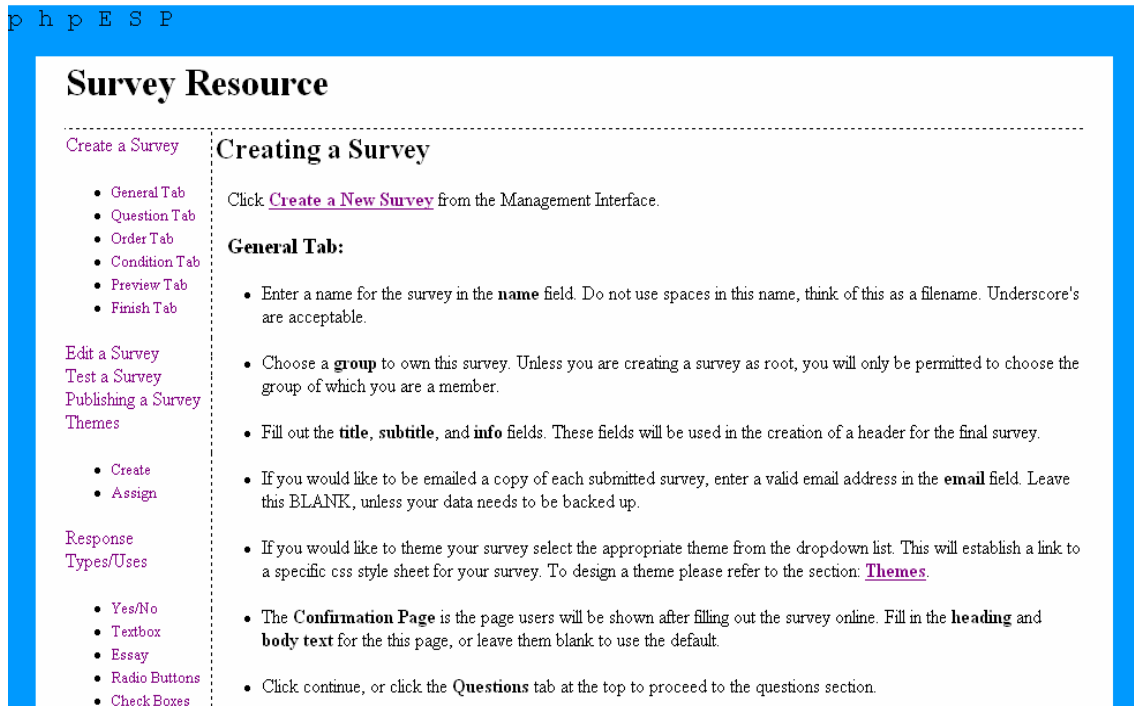 p h p E S P
Survey Resource
Create a Survey
General Tab
Question Tab
Order Tab
Condition Tab
Preview Tab
Finish Tab
Edit a Survey
Test a Survey
Publishing a Survey
Themes
Create
Assign
Response
Types/Uses
Yes/No
Textbox
Essay
Radio Buttons
Check Boxes
Creating a Survey
Click Create a New Survey from the Management Interface.
General Tab:
Enter a name for the survey in the name field. Do not use spaces in this name, think of this as a filename. Underscore's
are acceptable.
Choose a group to own this survey. Unless you are creating a survey as root, you will only be permitted to choose the
group of which you are a member.
Fill out the title, subtitle, and info fields. These fields will be used in the creation of a header for the final survey.
If you would like to be emailed a copy of each submitted survey, enter a valid email address in the email field. Leave
this BLANK, unless your data needs to be backed up.
If you would like to theme your survey select the appropriate theme from the dropdown list. This will establish a link to
a specific css style sheet for your survey. To design a theme please refer to the section: Themes.
The Confirmation Page is the page users will be shown after filling out the survey online. Fill in the heading and
body text for the this page, or leave them blank to use the default.
Click continue, or click the Questions tab at the top to proceed to the questions section.